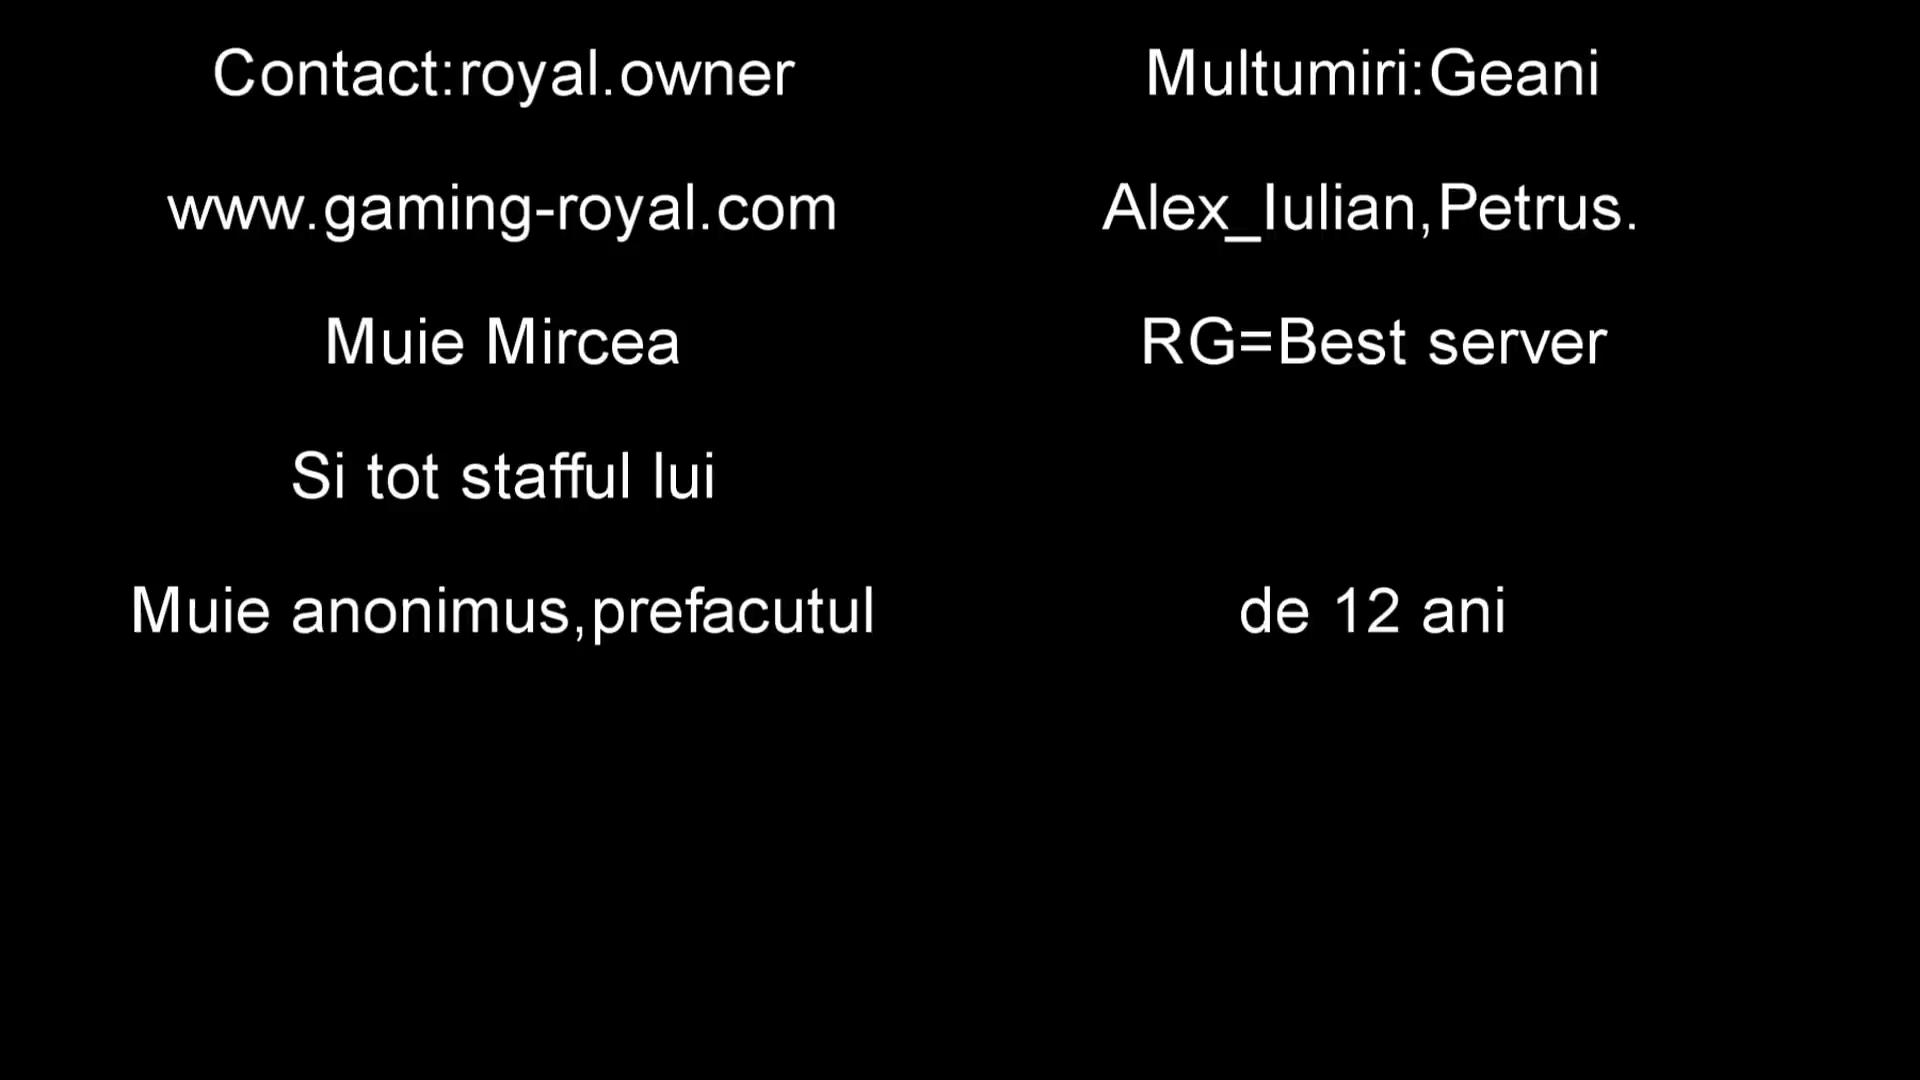 Contact:royal.owner
Multumiri:Geani
www.gaming-royal.com
Alex_Iulian,Petrus.
Muie Mircea
RG=Best server
Si tot stafful lui
Muie anonimus,prefacutul
de 12 ani